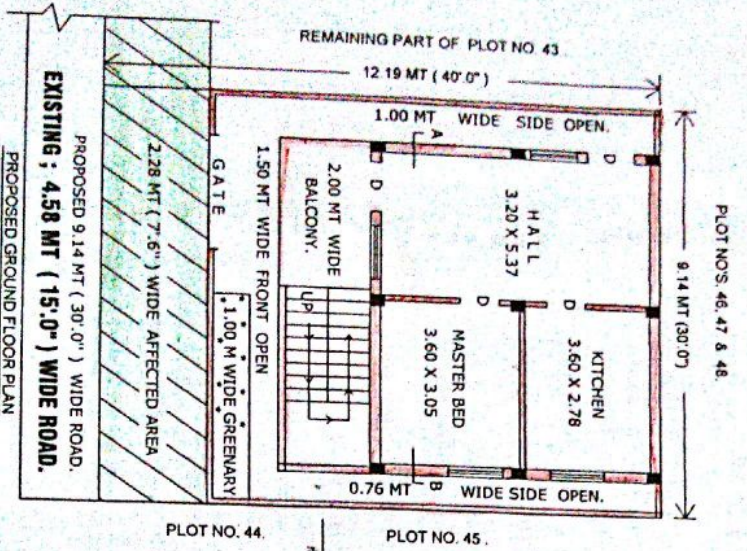 REMAINING PART OF PLOT NO. 43.
12.19 MT ( 40'.0" )
1.00 MT WIDE SIDE OPEN.
PLOT NO'S. 46, 47 & 48.
9.14 MT (30'.0")
A
D
HALL
3.20 X 5.37
D
D
KITCHEN
3.60 X 2.78
D
MASTER BED
3.60 X 3.05
2.00 MT WIDE
BALCONY.
UP
1.50 MT WIDE FRONT OPEN
GATE
1.00 M WIDE GREENARY
B
0.76 MT WIDE SIDE OPEN.
2.28 MT ( 7'.6" ) WIDE AFFECTED AREA
PROPOSED 9.14 MT ( 30'.0" ) WIDE ROAD.
EXISTING ; 4.58 MT ( 15'.0" ) WIDE ROAD.
PROPOSED GROUND FLOOR PLAN
PLOT NO. 44.
PLOT NO. 45.